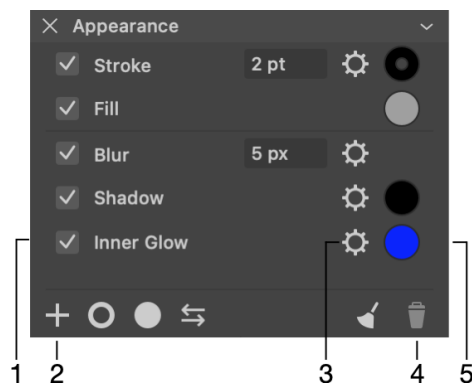 Appearance
Stroke 2 pt
Fill
Blur 5 px
Shadow
Inner Glow
1 2 3 4 5